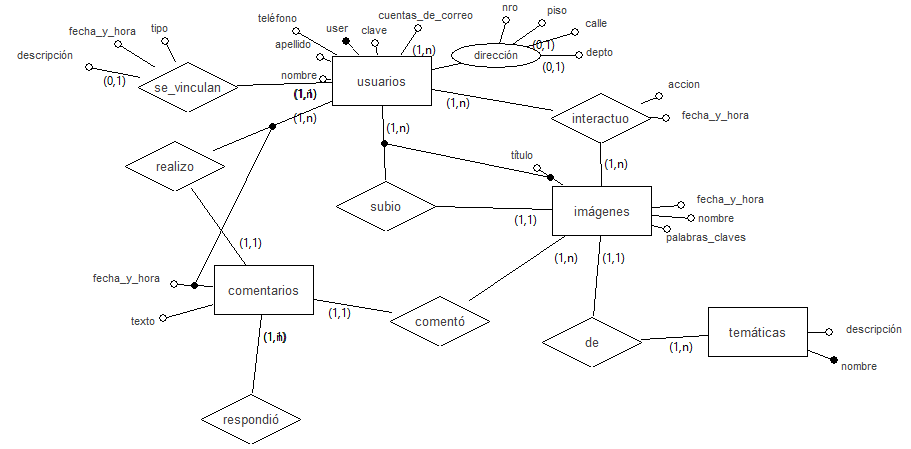 nro
piso
teléfono
user
cuentas_de_correo
calle
fecha_y_hora
tipo
clave
apellido
(1,n)
(0,1)
descripción
dirección
depto
(0,1)
(0,1)
nombre
usuarios
se_vinculan
accion
(1,n)
interactuo
fecha_y_hora
(1,n)
(1,n)
título
(1,n)
realizo
fecha_y_hora
subio
imágenes
nombre
(1,1)
palabras_claves
(1,1)
(1,n)
(1,1)
fecha_y_hora
comentarios
texto
(1,1)
comentó
temáticas
descripción
de
(1,n)
nombre
respondió